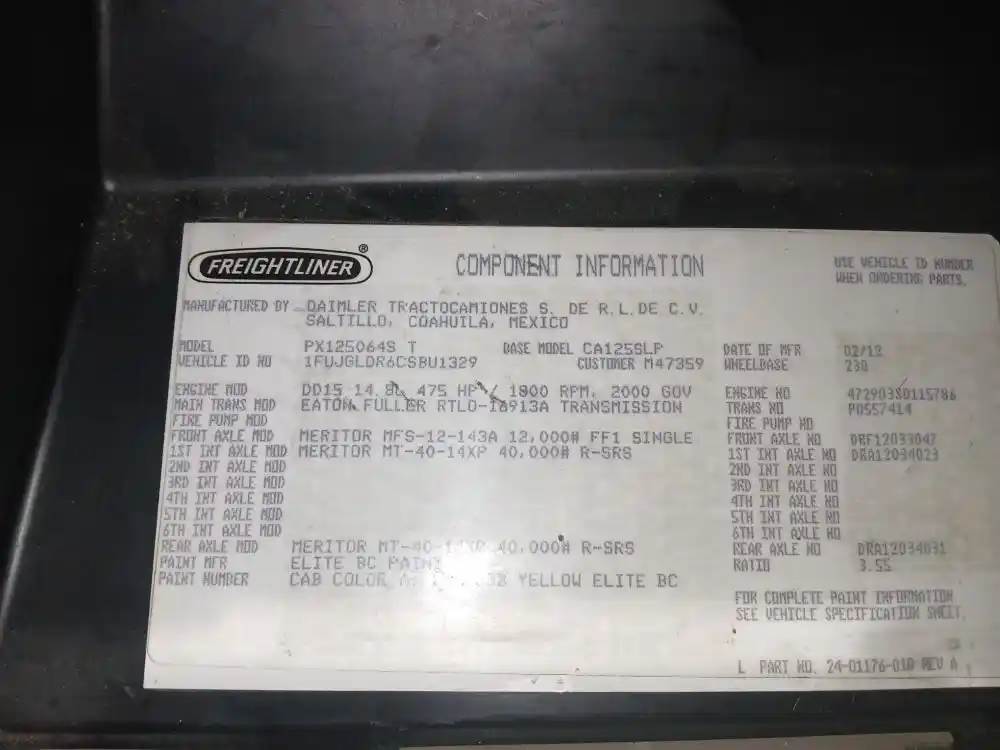 FREIGHTLINER ®
COMPONENT INFORMATION
USE VEHICLE ID NUMBER
WHEN ORDERING PARTS.
MANUFACTURED BY DAIMLER TRACTOCAMIONES S. DE R.L. DE C.V.
SALTILLO, COAHUILA, MEXICO
MODEL PX125064S T BASE MODEL CA125SLP DATE OF MFR 02/12
VEHICLE ID NO 1FUJGLDR6CSBU1329 CUSTOMER M47359 WHEELBASE 230
ENGINE MOD DD15 14.8L 475 HP 1800 RPM, 2000 GOV ENGINE NO
MAIN TRANS MOD EATON FULLER RTLO-16913A TRANSMISSION TRANS NO P0557414
FIRE PUMP MOD FIRE PUMP NO
FRONT AXLE MOD MERITOR MFS-12-143A 12,000# FF1 SINGLE FRONT AXLE NO DRF12033047
1ST INT AXLE MOD MERITOR MT-40-14XP 40,000# R-SRS 1ST INT AXLE NO DRA12034023
2ND INT AXLE MOD 2ND INT AXLE NO
3RD INT AXLE MOD 3RD INT AXLE NO
4TH INT AXLE MOD 4TH INT AXLE NO
5TH INT AXLE MOD 5TH INT AXLE NO
6TH INT AXLE MOD 6TH INT AXLE NO
REAR AXLE MOD MERITOR MT-40-14XP 40,000# R-SRS REAR AXLE NO DRA12034031
PAINT MFR ELITE BC PAINT RATIO 3.55
PAINT NUMBER CAB COLOR YELLOW ELITE BC
FOR COMPLETE PAINT INFORMATION
SEE VEHICLE SPECIFICATION SHEET.
L PART NO. 24-01176-010 REV A